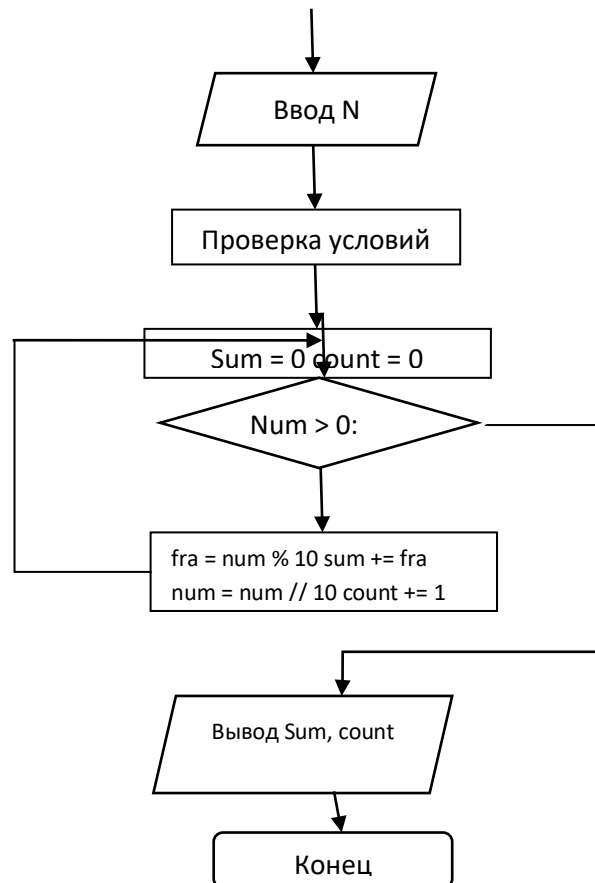 Ввод N
Проверка условий
Sum = 0 count = 0
Num > 0:
fra = num % 10 sum += fra
num = num // 10 count += 1
Вывод Sum, count
Конец